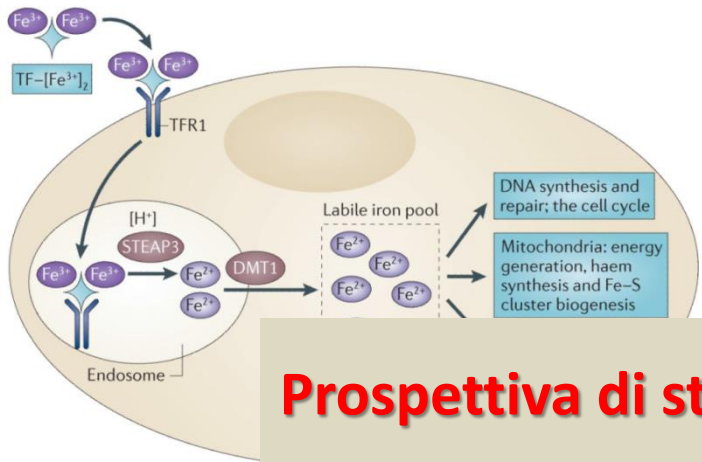 Fe³⁺ Fe³⁺
TF–[Fe³⁺]₂
Fe³⁺ Fe³⁺
TFR1
[H⁺]
STEAP3
Fe³⁺ Fe³⁺
Fe²⁺
Fe²⁺
DMT1
Endosome
Labile iron pool
Fe²⁺
Fe²⁺
Fe²⁺
Fe²⁺
DNA synthesis and
repair; the cell cycle
Mitochondria: energy
generation, haem
synthesis and Fe–S
cluster biogenesis
Prospettiva di